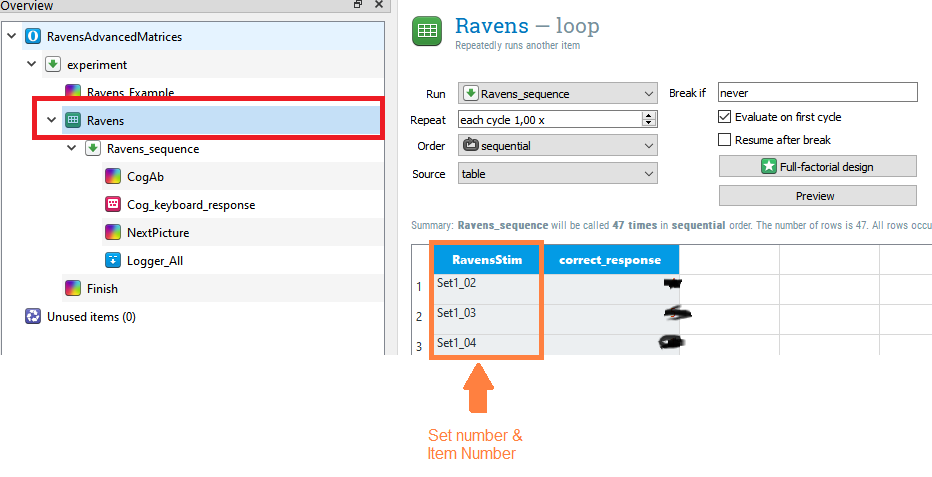 Overview
RavensAdvancedMatrices
experiment
Ravens_Example
Ravens
Ravens_sequence
CogAb
Cog_keyboard_response
NextPicture
Logger_All
Finish
Unused items (0)
Ravens — loop
Repeatedly runs another item
Run Ravens_sequence Break if never
Repeat each cycle 1,00 x Evaluate on first cycle
Order sequential Resume after break
Full-factorial design
Source table
Preview
Summary: Ravens_sequence will be called 47 times in sequential order. The number of rows is 47. All rows occu
RavensStim correct_response
1 Set1_02
2 Set1_03
3 Set1_04
Set number &
Item Number